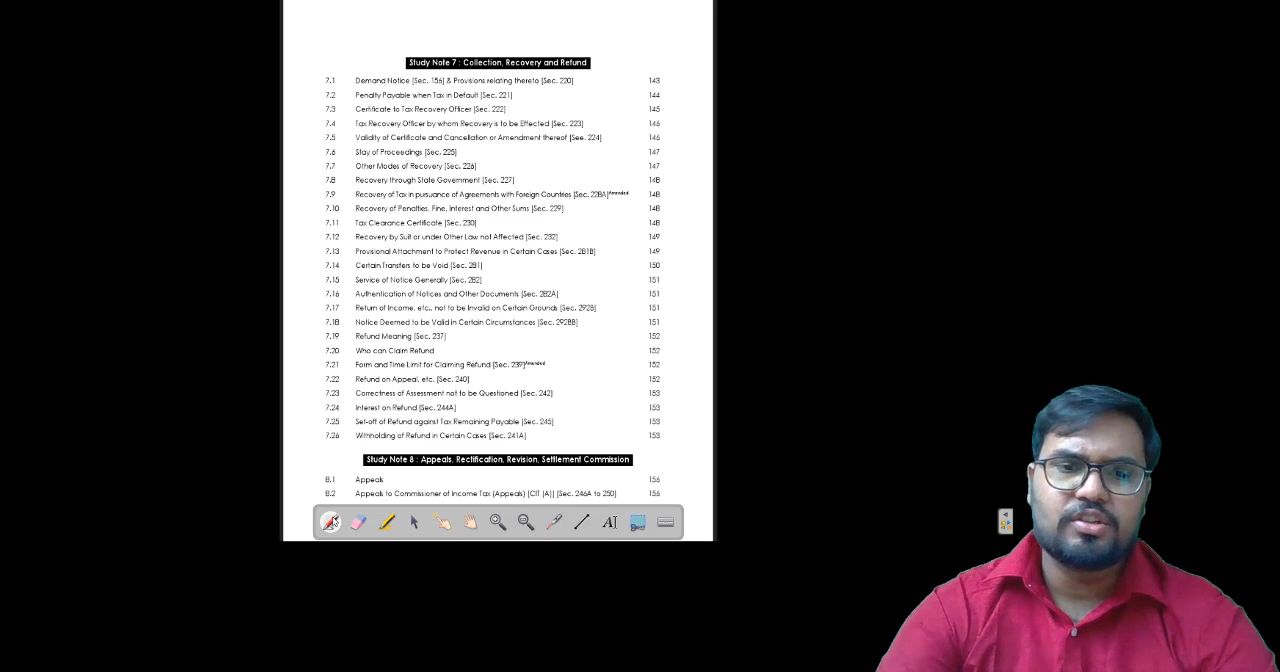 Study Note 7 : Collection, Recovery and Refund
7.1 Demand Notice [Sec. 156] & Provisions relating thereto [Sec. 220] 143
7.2 Penalty Payable when Tax in Default [Sec. 221] 144
7.3 Certificate to Tax Recovery Officer [Sec. 222] 145
7.4 Tax Recovery Officer by whom Recovery is to be Effected [Sec. 223] 146
7.5 Validity of Certificate and Cancellation or Amendment thereof [See. 224] 146
7.6 Stay of Proceedings [Sec. 225] 147
7.7 Other Modes of Recovery [Sec. 226] 147
7.8 Recovery through State Government [Sec. 227] 148
7.9 Recovery of Tax in pursuance of Agreements with Foreign Countries [Sec. 228A]Amended 148
7.10 Recovery of Penalties, Fine, Interest and Other Sums [Sec. 229] 148
7.11 Tax Clearance Certificate [Sec. 230] 148
7.12 Recovery by Suit or under Other Law not Affected [Sec. 232] 149
7.13 Provisional Attachment to Protect Revenue in Certain Cases [Sec. 281B] 149
7.14 Certain Transfers to be Void [Sec. 281] 150
7.15 Service of Notice Generally [Sec. 282] 151
7.16 Authentication of Notices and Other Documents [Sec. 282A] 151
7.17 Return of Income, etc., not to be Invalid on Certain Grounds [Sec. 292B] 151
7.18 Notice Deemed to be Valid in Certain Circumstances [Sec. 292BB] 151
7.19 Refund Meaning [Sec. 237] 152
7.20 Who can Claim Refund 152
7.21 Form and Time Limit for Claiming Refund [Sec. 239]Amended 152
7.22 Refund on Appeal, etc. [Sec. 240] 152
7.23 Correctness of Assessment not to be Questioned [Sec. 242] 153
7.24 Interest on Refund [Sec. 244A] 153
7.25 Set-off of Refund against Tax Remaining Payable [Sec. 245] 153
7.26 Withholding of Refund in Certain Cases [Sec. 241A] 153
Study Note 8 : Appeals, Rectification, Revision, Settlement Commission
8.1 Appeals 156
8.2 Appeals to Commissioner of Income Tax (Appeals) [CIT (A)] [Sec. 246A to 250] 156
AI